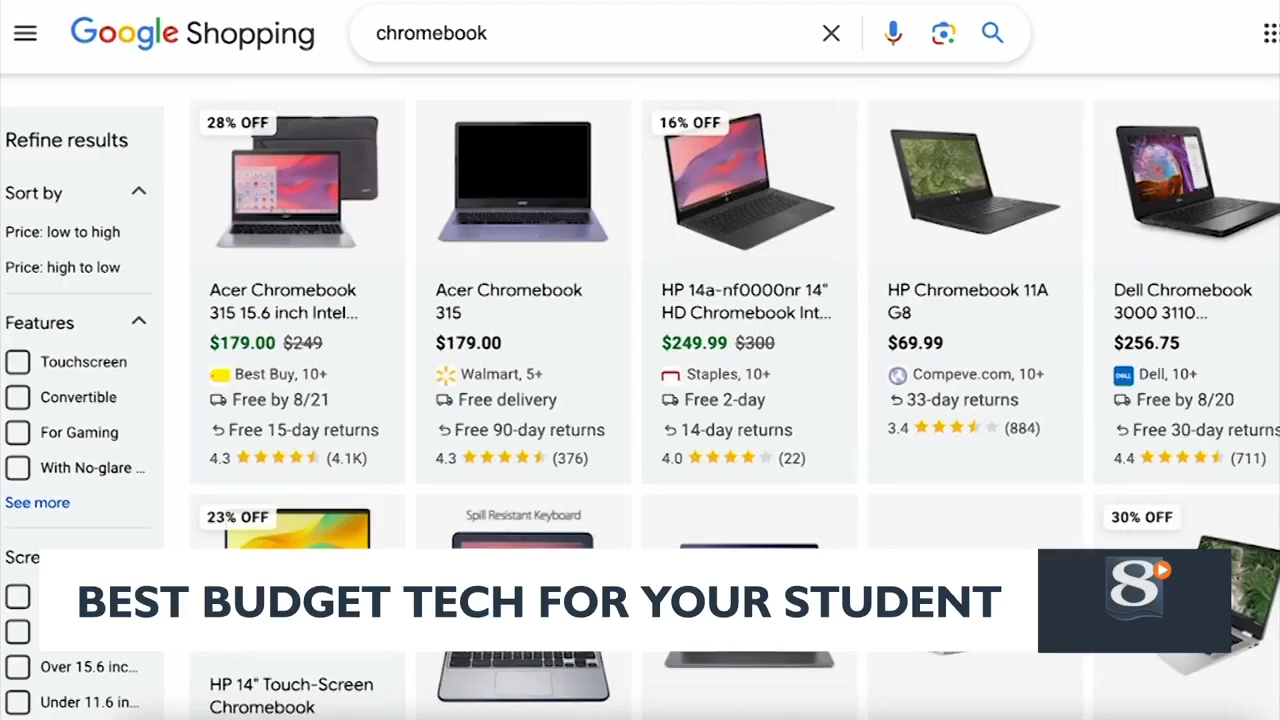 Google Shopping
chromebook
Refine results
Sort by
Price: low to high
Price: high to low
Features
Touchscreen
Convertible
For Gaming
With No-glare ...
See more
Scre
Over 15.6 inc...
Under 11.6 in...
28% OFF
Acer Chromebook
315 15.6 inch Intel...
$179.00 $249
Best Buy, 10+
Free by 8/21
Free 15-day returns
4.3 (4.1K)
Acer Chromebook
315
$179.00
Walmart, 5+
Free delivery
Free 90-day returns
4.3 (376)
16% OFF
HP 14a-nf0000nr 14"
HD Chromebook Int...
$249.99 $300
Staples, 10+
Free 2-day
14-day returns
4.0 (22)
HP Chromebook 11A
G8
$69.99
Compeve.com, 10+
33-day returns
3.4 (884)
Dell Chromebook
3000 3110...
$256.75
DELL Dell, 10+
Free by 8/20
Free 30-day returns
4.4 (711)
23% OFF
HP 14" Touch-Screen
Chromebook
Spill Resistant Keyboard
30% OFF
BEST BUDGET TECH FOR YOUR STUDENT
8